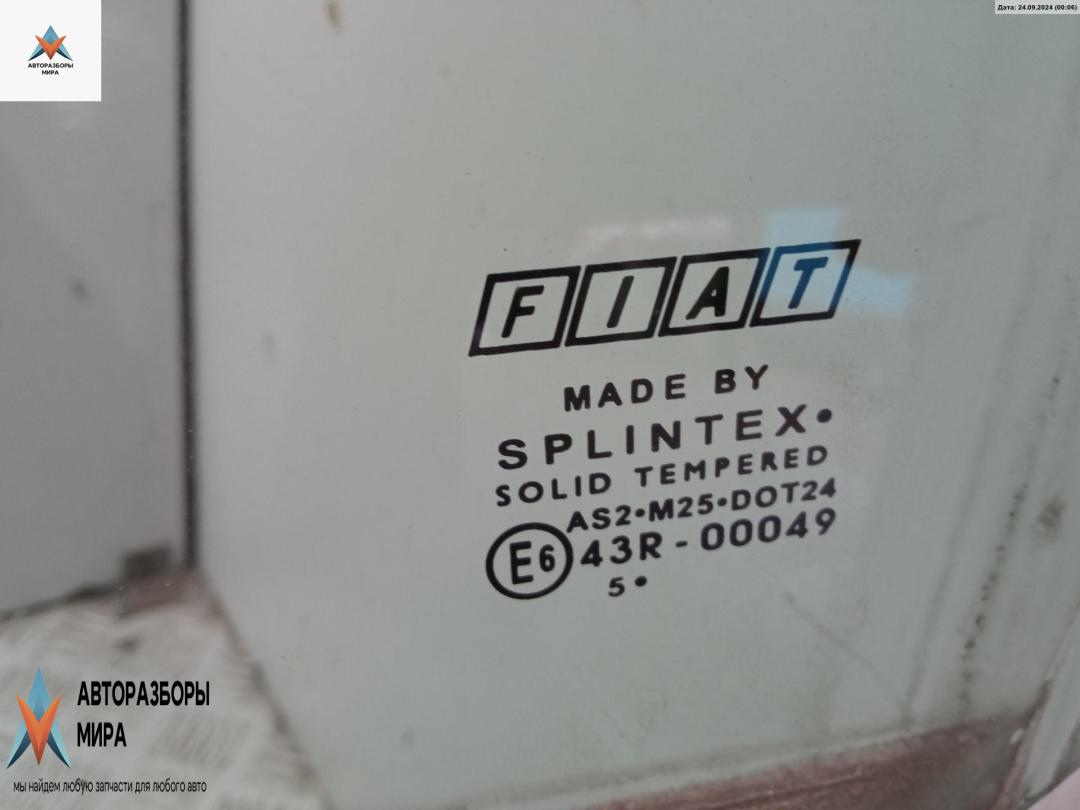 Дата: 24.09.2024 (00:06)
АВТОРАЗБОРЫ
МИРА
FIAT
MADE BY
SPLINTEX•
SOLID TEMPERED
AS2•M25•DOT24
E6 43R-00049
5•
АВТОРАЗБОРЫ
МИРА
мы найдем любую запчасти для любого авто